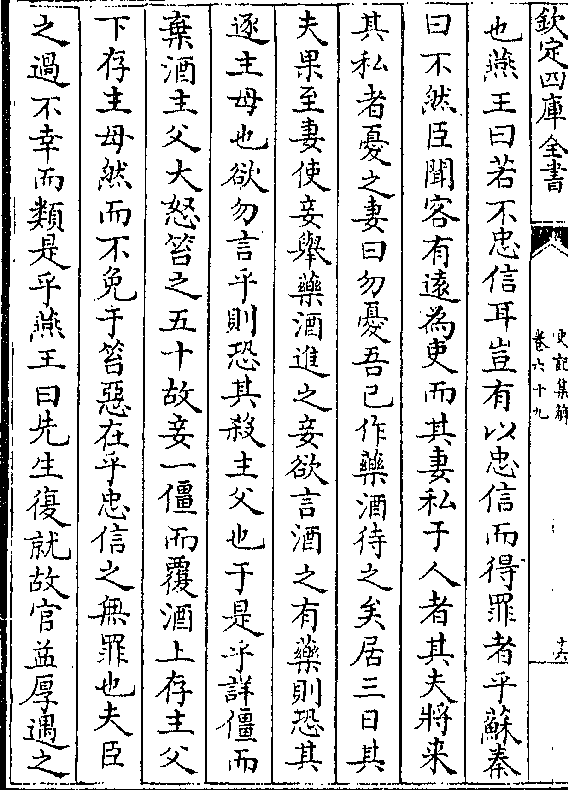 欽定四庫全書
史記集解
卷六十九
十六
也燕王曰若不忠信耳豈有以忠信而得罪者乎蘇秦
曰不然臣聞客有遠為吏而其妻私于人者其夫將來
其私者憂之妻曰勿憂吾已作藥酒待之矣居三日其
夫果至妻使妾舉藥酒進之妾欲言酒之有藥則恐其
逐主母也欲勿言乎則恐其殺主父也于是乎詳僵而
棄酒主父大怒笞之五十故妾一僵而覆酒上存主父
下存主母然而不免于笞惡在乎忠信之無罪也夫臣
之過不幸而類是乎燕王曰先生復就故官益厚遇之